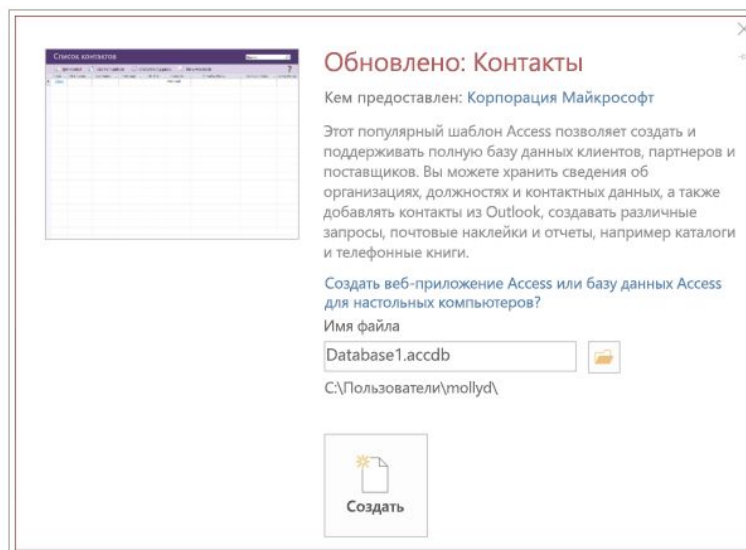 Список контактов
Обновлено: Контакты
Кем предоставлен: Корпорация Майкрософт
Этот популярный шаблон Access позволяет создать и
поддерживать полную базу данных клиентов, партнеров и
поставщиков. Вы можете хранить сведения об
организациях, должностях и контактных данных, а также
добавлять контакты из Outlook, создавать различные
запросы, почтовые наклейки и отчеты, например каталоги
и телефонные книги.
Создать веб-приложение Access или базу данных Access
для настольных компьютеров?
Имя файла
Database1.accdb
C:\Пользователи\mollyd\
Создать